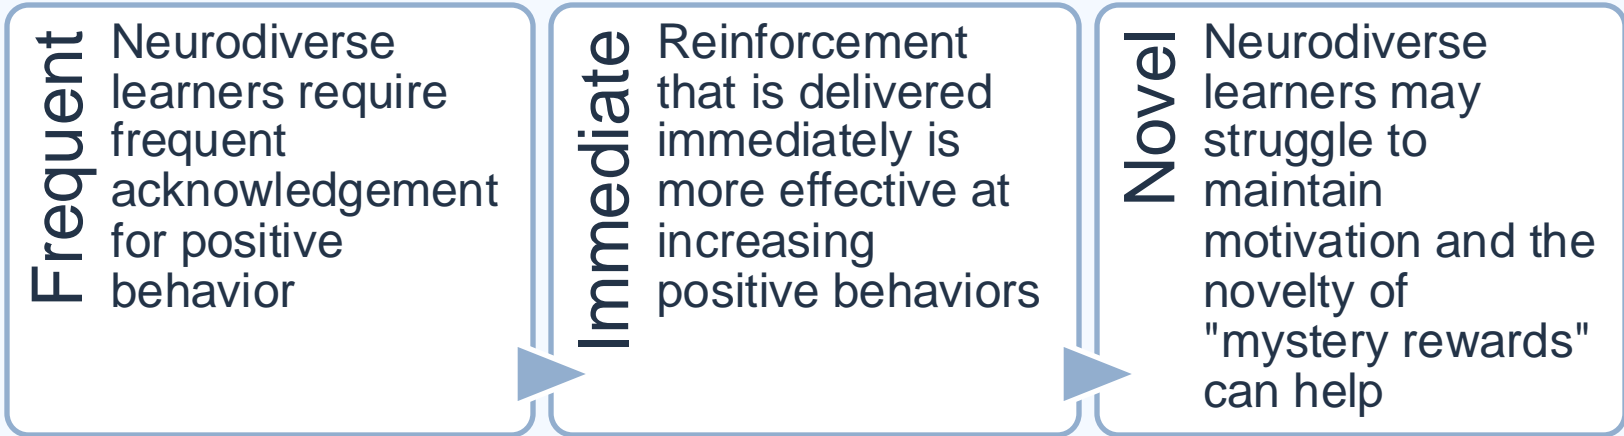 Frequent
Neurodiverse
learners require
frequent
acknowledgement
for positive
behavior
Immediate
Reinforcement
that is delivered
immediately is
more effective at
increasing
positive behaviors
Novel
Neurodiverse
learners may
struggle to
maintain
motivation and the
novelty of
"mystery rewards"
can help